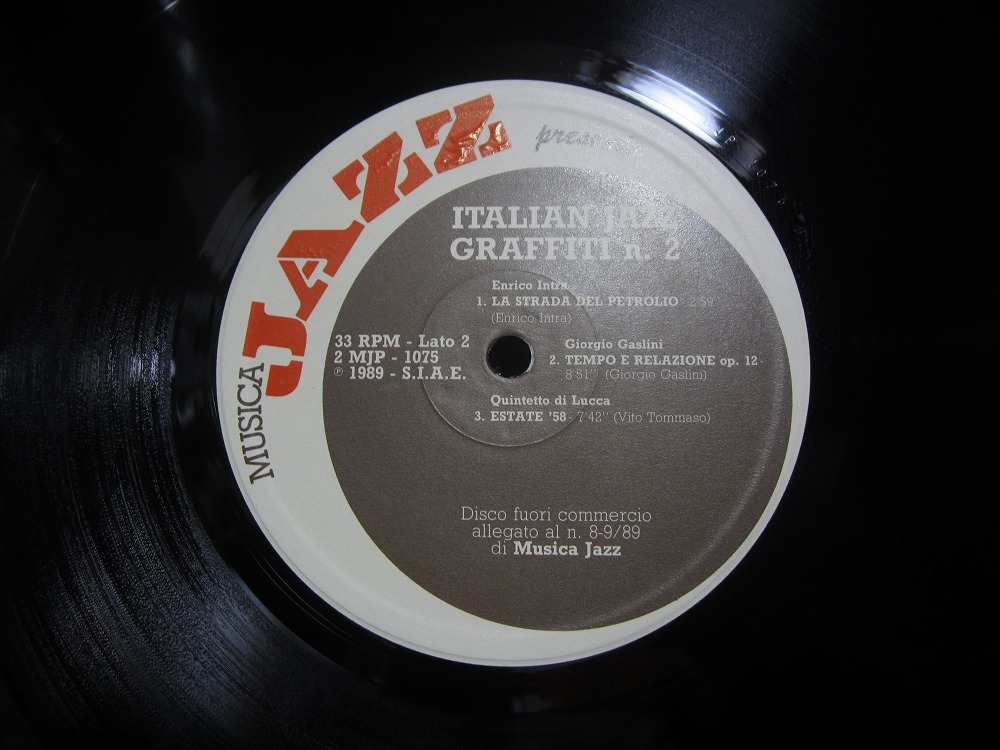 MUSICA JAZZ
ITALIAN JAZZ
GRAFFITI n. 2
Enrico Intra
1. LA STRADA DEL PETROLIO - 2'59
(Enrico Intra)
33 RPM - Lato 2
2 MJP - 1075
℗ 1989 - S.I.A.E.
Giorgio Gaslini
2. TEMPO E RELAZIONE op. 12 -
8'51'' (Giorgio Gaslini)
Quintetto di Lucca
3. ESTATE '58 - 7'42'' (Vito Tommaso)
Disco fuori commercio
allegato al n. 8-9/89
di Musica Jazz